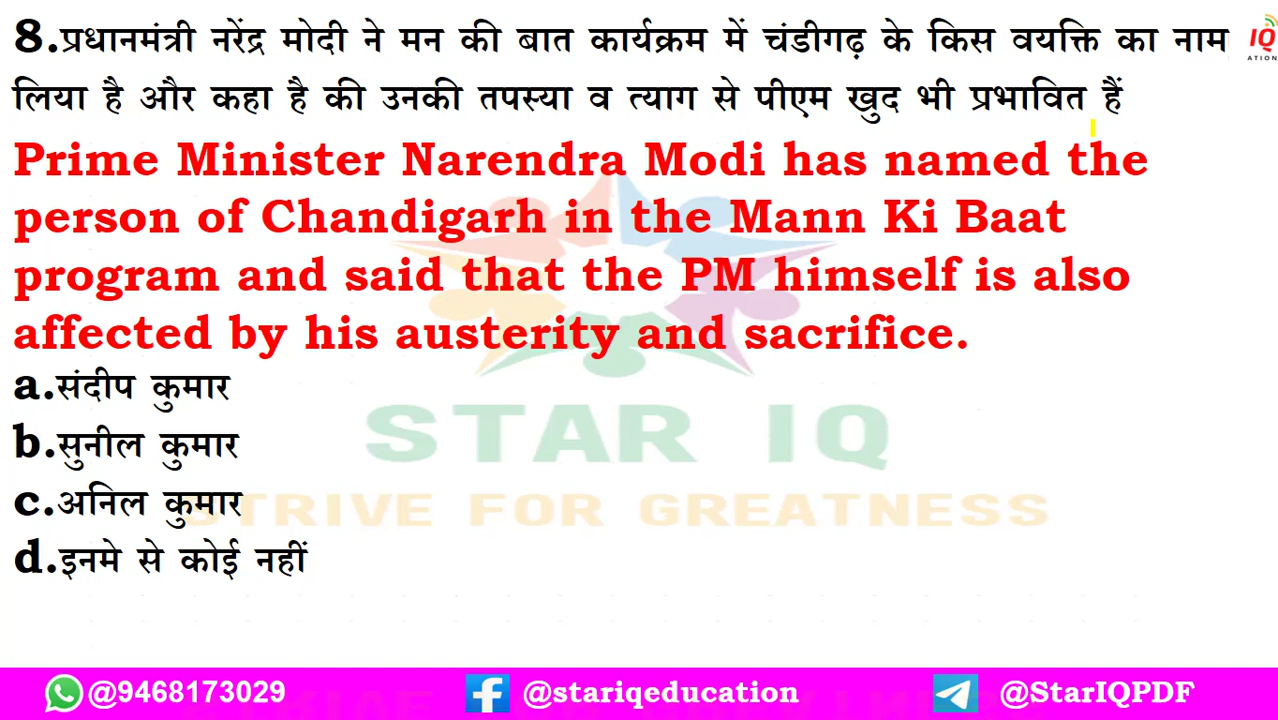 8.प्रधानमंत्री नरेंद्र मोदी ने मन की बात कार्यक्रम में चंडीगढ़ के किस वयक्ति का नाम
लिया है और कहा है की उनकी तपस्या व त्याग से पीएम खुद भी प्रभावित हैं
IQ
ATION
Prime Minister Narendra Modi has named the
person of Chandigarh in the Mann Ki Baat
program and said that the PM himself is also
affected by his austerity and sacrifice.
a.संदीप कुमार
b.सुनील कुमार
c.अनिल कुमार
d.इनमे से कोई नहीं
STAR IQ
STRIVE FOR GREATNESS
@9468173029 @stariqeducation @StarIQPDF